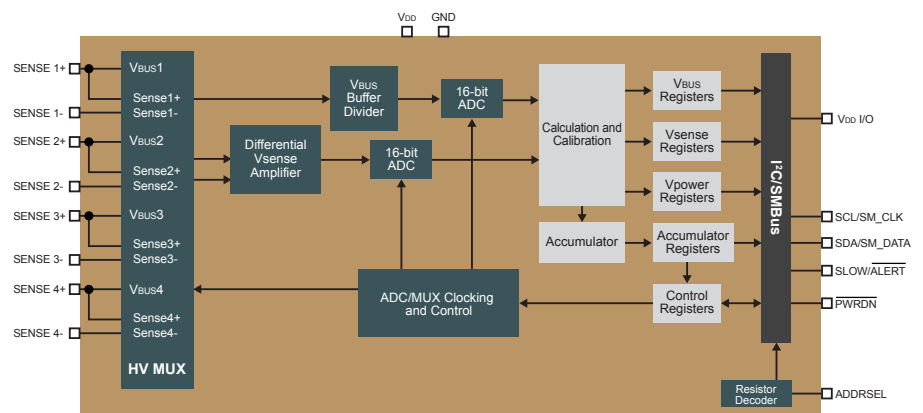 VDD
GND
SENSE 1+
SENSE 1-
SENSE 2+
SENSE 2-
SENSE 3+
SENSE 3-
SENSE 4+
SENSE 4-
VBUS1
Sense1+
Sense1-
VBUS2
Sense2+
Sense2-
VBUS3
Sense3+
Sense3-
VBUS4
Sense4+
Sense4-
HV MUX
VBUS
Buffer
Divider
16-bit
ADC
Differential
Vsense
Amplifier
16-bit
ADC
ADC/MUX Clocking
and Control
Calculation and
Calibration
Accumulator
VBUS
Registers
Vsense
Registers
Vpower
Registers
Accumulator
Registers
Control
Registers
I²C/SMBus
Resistor
Decoder
VDD I/O
SCL/SM_CLK
SDA/SM_DATA
SLOW/ALERT
PWRDN
ADDRSEL